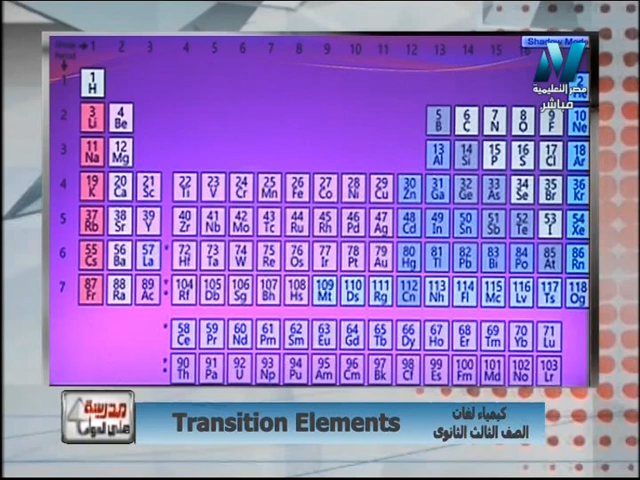 Group 1 2 3 4 5 6 7 8 9 10 11 12 13 14 15
Period
Shadow Mode
مصر التعليمية
مباشر
1 1 H 2 He
2 3 Li 4 Be 5 B 6 C 7 N 8 O 9 F 10 Ne
3 11 Na 12 Mg 13 Al 14 Si 15 P 16 S 17 Cl 18 Ar
4 19 K 20 Ca 21 Sc 22 Ti 23 V 24 Cr 25 Mn 26 Fe 27 Co 28 Ni 29 Cu 30 Zn 31 Ga 32 Ge 33 As 34 Se 35 Br 36 Kr
5 37 Rb 38 Sr 39 Y 40 Zr 41 Nb 42 Mo 43 Tc 44 Ru 45 Rh 46 Pd 47 Ag 48 Cd 49 In 50 Sn 51 Sb 52 Te 53 I 54 Xe
6 55 Cs 56 Ba 57 La 72 Hf 73 Ta 74 W 75 Re 76 Os 77 Ir 78 Pt 79 Au 80 Hg 81 Tl 82 Pb 83 Bi 84 Po 85 At 86 Rn
7 87 Fr 88 Ra 89 Ac 104 Rf 105 Db 106 Sg 107 Bh 108 Hs 109 Mt 110 Ds 111 Rg 112 Cn 113 Nh 114 Fl 115 Mc 116 Lv 117 Ts 118 Og
58 Ce 59 Pr 60 Nd 61 Pm 62 Sm 63 Eu 64 Gd 65 Tb 66 Dy 67 Ho 68 Er 69 Tm 70 Yb 71 Lu
90 Th 91 Pa 92 U 93 Np 94 Pu 95 Am 96 Cm 97 Bk 98 Cf 99 Es 100 Fm 101 Md 102 No 103 Lr
مدرسة
على الهواء
Transition Elements
كيمياء لغات
الصف الثالث الثانوى